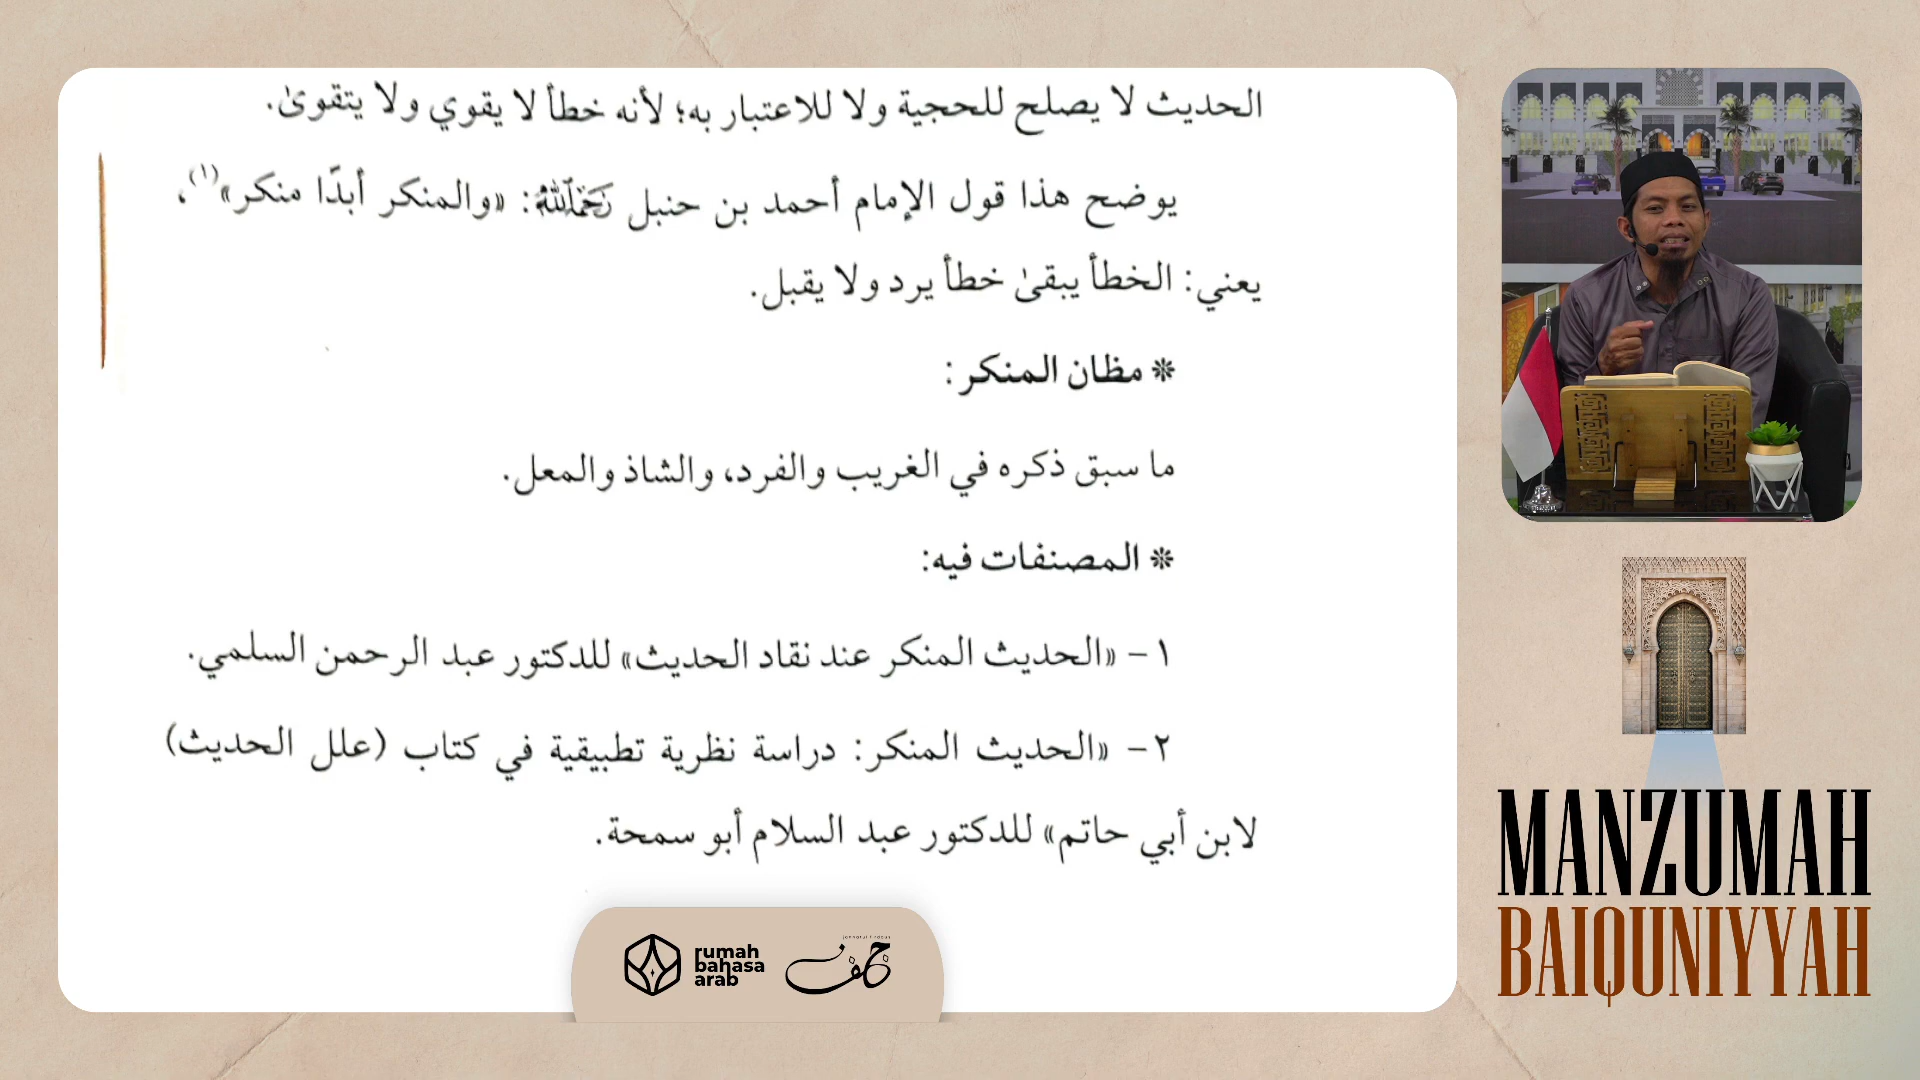 الحديث لا يصلح للحجية ولا للاعتبار به؛ لأنه خطأ لا يقوي ولا يتقوىٰ.
يوضح هذا قول الإمام أحمد بن حنبل رَحِمَهُ ٱللَّهُ: «والمنكر أبدًا منكر»(١)،
يعني: الخطأ يبقىٰ خطأ يرد ولا يقبل.
❊ مظان المنكر:
ما سبق ذكره في الغريب والفرد، والشاذ والمعل.
❊ المصنفات فيه:
١ – «الحديث المنكر عند نقاد الحديث» للدكتور عبد الرحمن السلمي.
٢ – «الحديث المنكر: دراسة نظرية تطبيقية في كتاب (علل الحديث)
لابن أبي حاتم» للدكتور عبد السلام أبو سمحة.
rumah
bahasa
arab
MANZUMAH
BAIQUNIYYAH